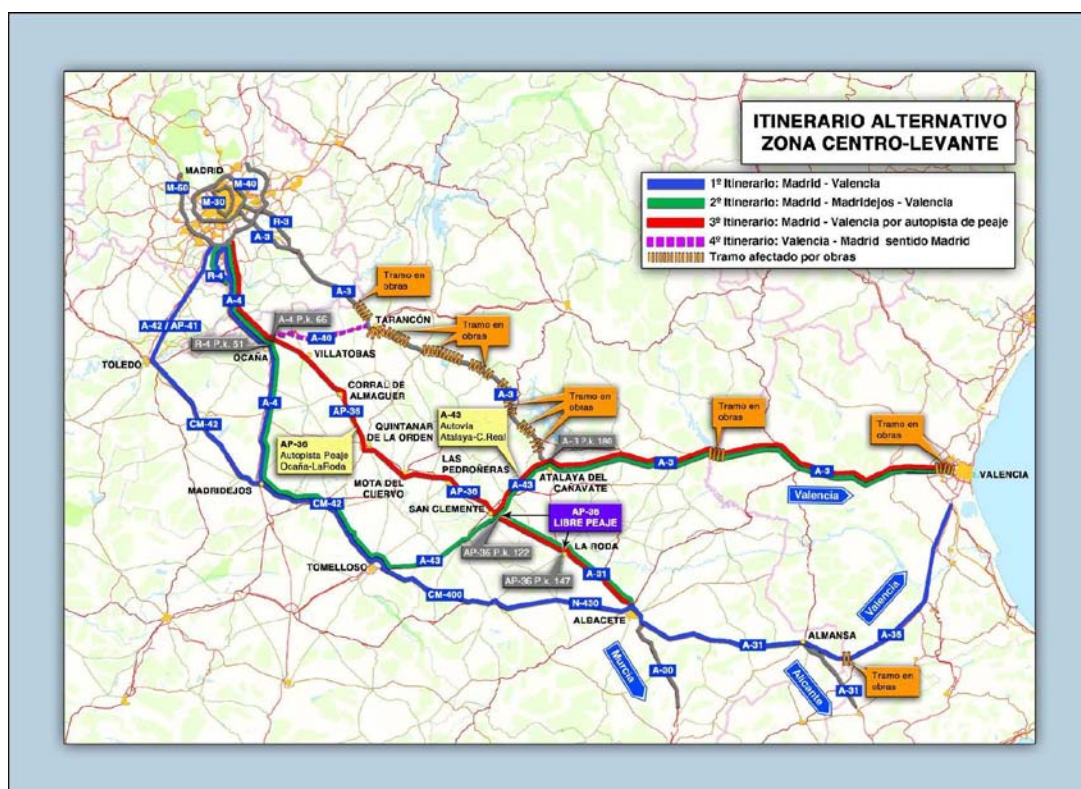 ITINERARIO ALTERNATIVO
ZONA CENTRO-LEVANTE
1º Itinerario: Madrid - Valencia
2º Itinerario: Madrid - Madridejos - Valencia
3º Itinerario: Madrid - Valencia por autopista de peaje
4º Itinerario: Valencia - Madrid sentido Madrid
Tramo afectado por obras
MADRID
M-50
M-40
M-30
R-3
A-3
R-4
A-4
A-42 / AP-41
A-3
Tramo en
obras
TARANCÓN
A-4 P.k. 66
A-40
R-4 P.k. 51
OCAÑA
VILLATOBAS
Tramo en
obras
TOLEDO
A-4
CORRAL DE
ALMAGUER
AP-36
A-3
Tramo en
obras
CM-42
QUINTANAR
DE LA ORDEN
A-43
Autovía
Atalaya-C.Real
A-3 P.k. 180
Tramo en
obras
Tramo en
obras
AP-36
Autopista Peaje
Ocaña-LaRoda
LAS
PEDROÑERAS
A-3
A-3
VALENCIA
MADRIDEJOS
MOTA DEL
CUERVO
AP-36
A-43
ATALAYA DEL
CAÑAVATE
Valencia
CM-42
SAN CLEMENTE
AP-36
LIBRE PEAJE
A-43
AP-36 P.k. 122
LA RODA
TOMELLOSO
AP-36 P.k. 147
A-31
CM-400
N-430
ALBACETE
Valencia
A-31
ALMANSA
A-35
Murcia
A-30
Alicante
A-31
Tramo en
obras